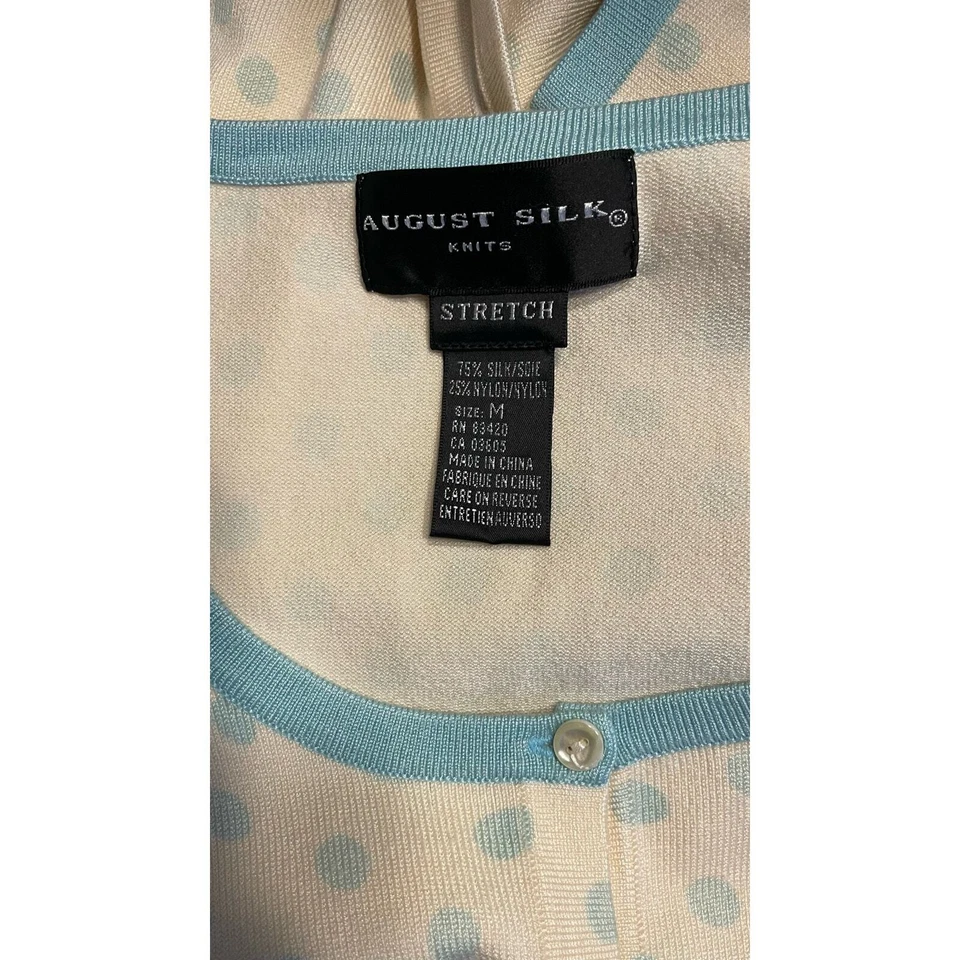 AUGUST SILK®
KNITS
STRETCH
75% SILK/SOIE
25% NYLON/NYLON
SIZE: M
RN 83420
CA 03605
MADE IN CHINA
FABRIQUE EN CHINE
CARE ON REVERSE
ENTRETIEN AU VERSO